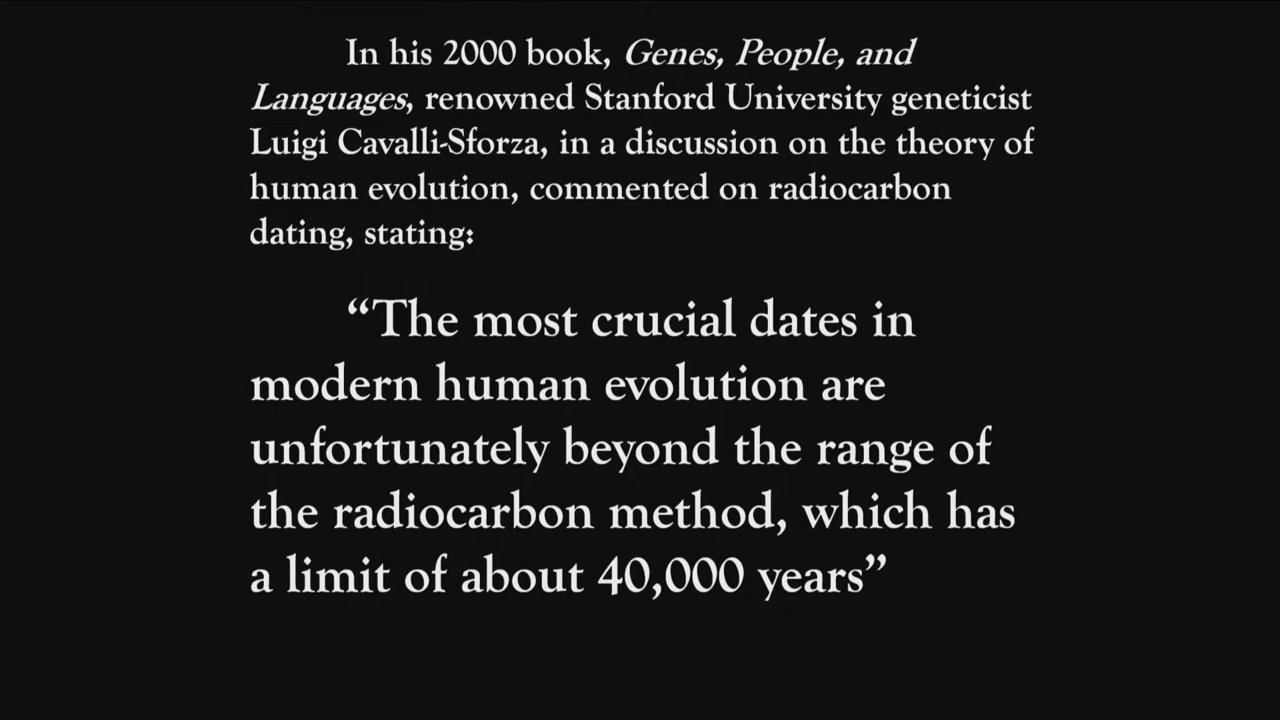 In his 2000 book, Genes, People, and
Languages, renowned Stanford University geneticist
Luigi Cavalli-Sforza, in a discussion on the theory of
human evolution, commented on radiocarbon
dating, stating:
“The most crucial dates in
modern human evolution are
unfortunately beyond the range of
the radiocarbon method, which has
a limit of about 40,000 years”